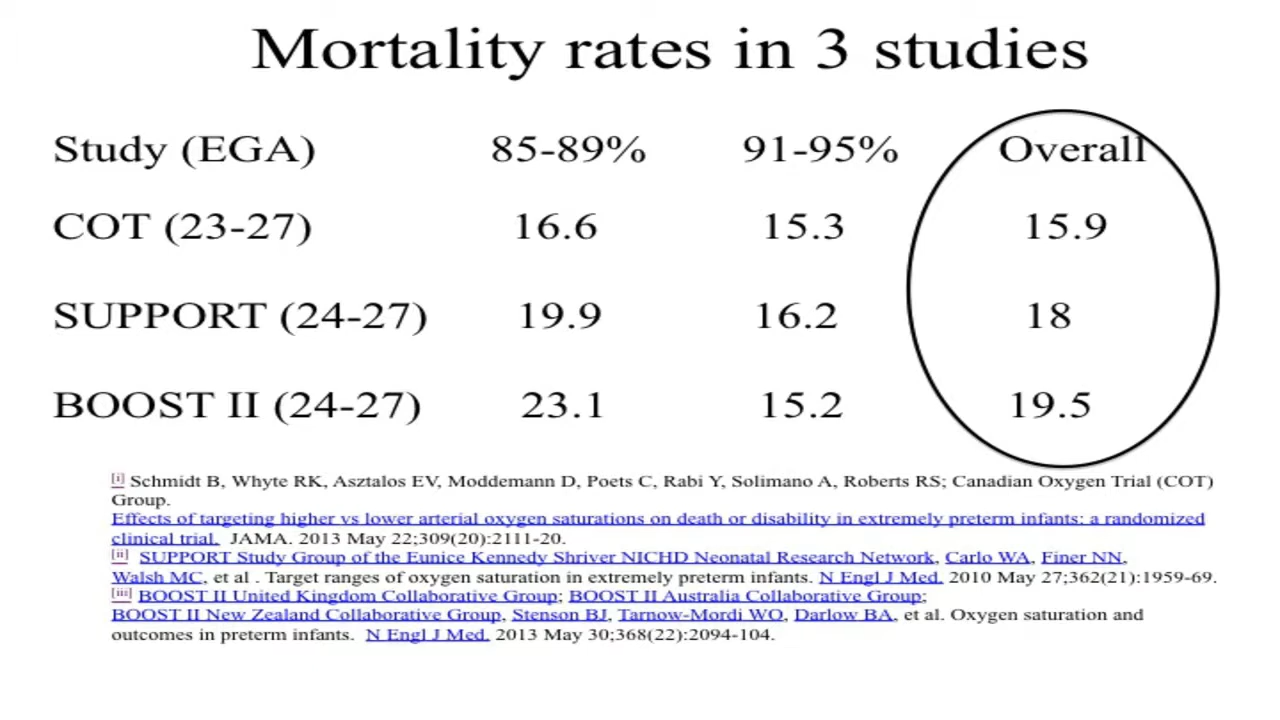 Mortality rates in 3 studies
Study (EGA) 85-89% 91-95% Overall
COT (23-27) 16.6 15.3 15.9
SUPPORT (24-27) 19.9 16.2 18
BOOST II (24-27) 23.1 15.2 19.5
[i] Schmidt B, Whyte RK, Asztalos EV, Moddemann D, Poets C, Rabi Y, Solimano A, Roberts RS; Canadian Oxygen Trial (COT)
Group.
Effects of targeting higher vs lower arterial oxygen saturations on death or disability in extremely preterm infants: a randomized
clinical trial. JAMA. 2013 May 22;309(20):2111-20.
[ii] SUPPORT Study Group of the Eunice Kennedy Shriver NICHD Neonatal Research Network, Carlo WA, Finer NN,
Walsh MC, et al . Target ranges of oxygen saturation in extremely preterm infants. N Engl J Med. 2010 May 27;362(21):1959-69.
[iii] BOOST II United Kingdom Collaborative Group; BOOST II Australia Collaborative Group;
BOOST II New Zealand Collaborative Group, Stenson BJ, Tarnow-Mordi WO, Darlow BA, et al. Oxygen saturation and
outcomes in preterm infants. N Engl J Med. 2013 May 30;368(22):2094-104.